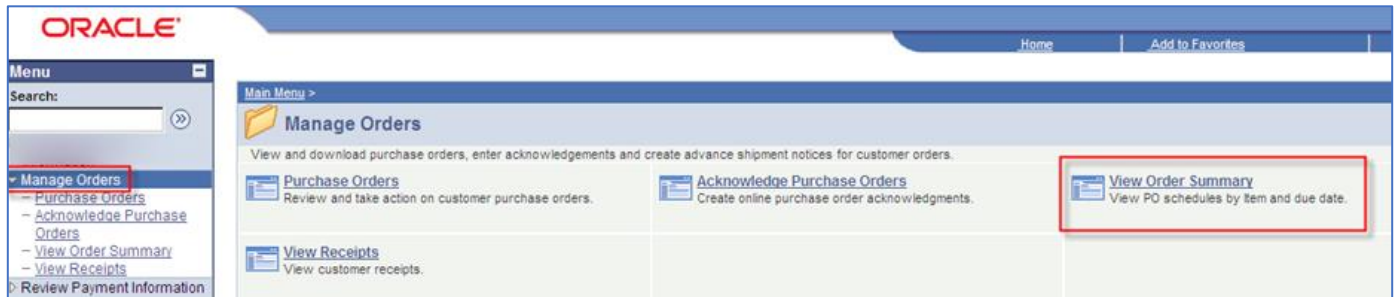 ORACLE'
Home
Add to Favorites
Menu
Search:
Main Menu >
Manage Orders
View and download purchase orders, enter acknowledgements and create advance shipment notices for customer orders.
Manage Orders
Purchase Orders
Acknowledge Purchase
Orders
View Order Summary
View Receipts
Review Payment Information
Purchase Orders
Review and take action on customer purchase orders.
Acknowledge Purchase Orders
Create online purchase order acknowledgments.
View Order Summary
View PO schedules by Item and due date.
View Receipts
View customer receipts.